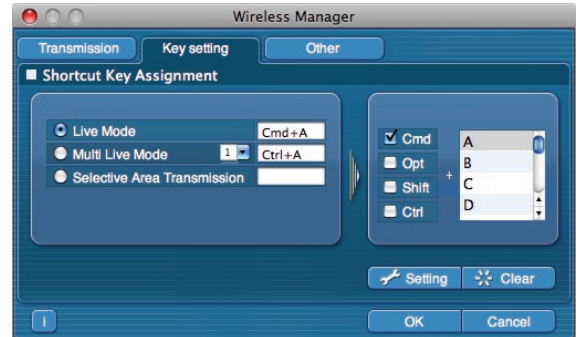 Wireless Manager
Transmission Key setting Other
Shortcut Key Assignment
Live Mode Cmd+A
Multi Live Mode 1 Ctrl+A
Selective Area Transmission
Cmd
Opt
Shift
Ctrl
+
A
B
C
D
Setting Clear
i OK Cancel